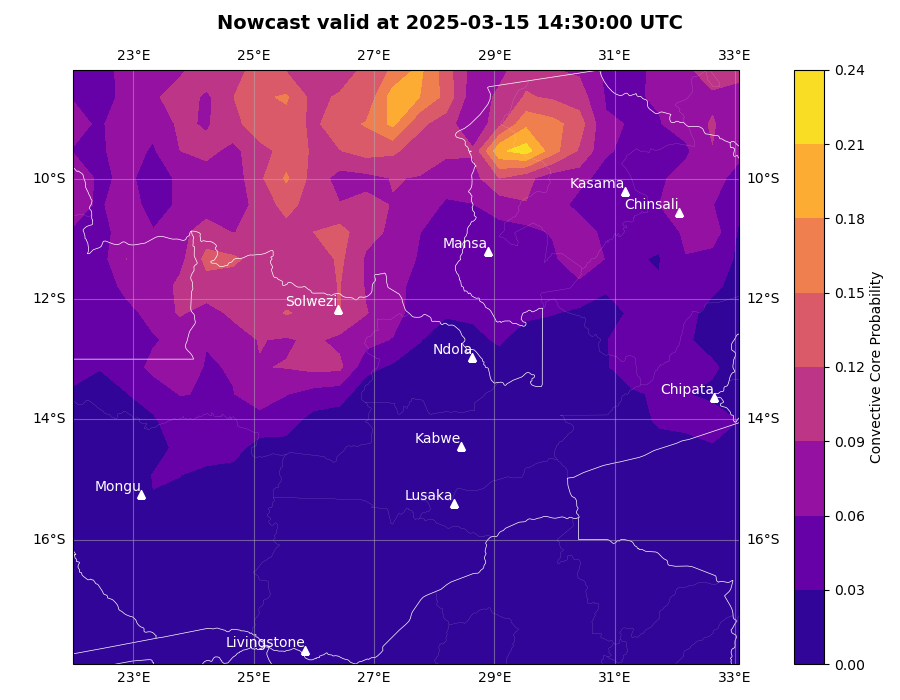 Nowcast valid at 2025-03-15 14:30:00 UTC
23°E 25°E 27°E 29°E 31°E 33°E
0.24
0.21
0.18
0.15
0.12
0.09
0.06
0.03
0.00
Convective Core Probability
10°S 10°S
12°S 12°S
14°S 14°S
16°S 16°S
Kasama
Chinsali
Mansa
Solwezi
Ndola
Chipata
Kabwe
Mongu
Lusaka
Livingstone
23°E 25°E 27°E 29°E 31°E 33°E